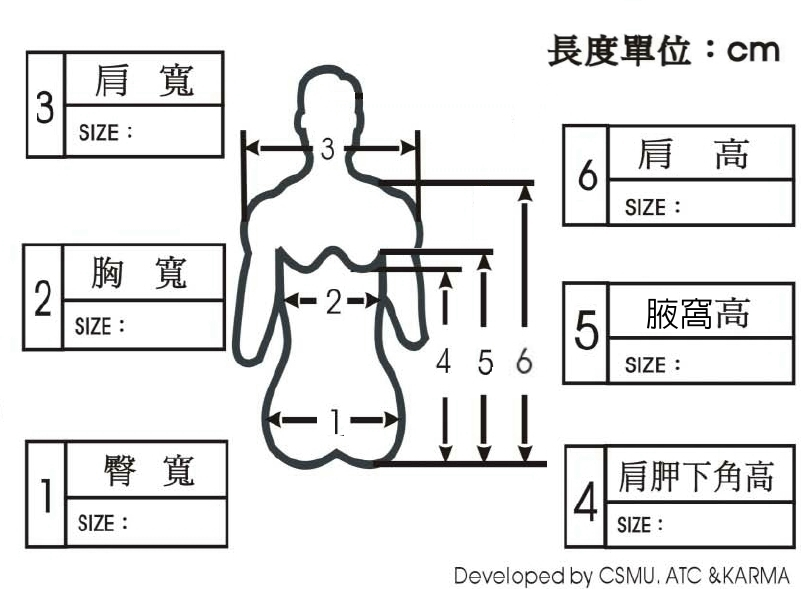 長度單位：cm
3
肩 寬
SIZE：
2
胸 寬
SIZE：
1
臀 寬
SIZE：
3
2
1
4
5
6
6
肩 高
SIZE：
5
腋窩高
SIZE：
4
肩胛下角高
SIZE：
Developed by CSMU. ATC &KARMA